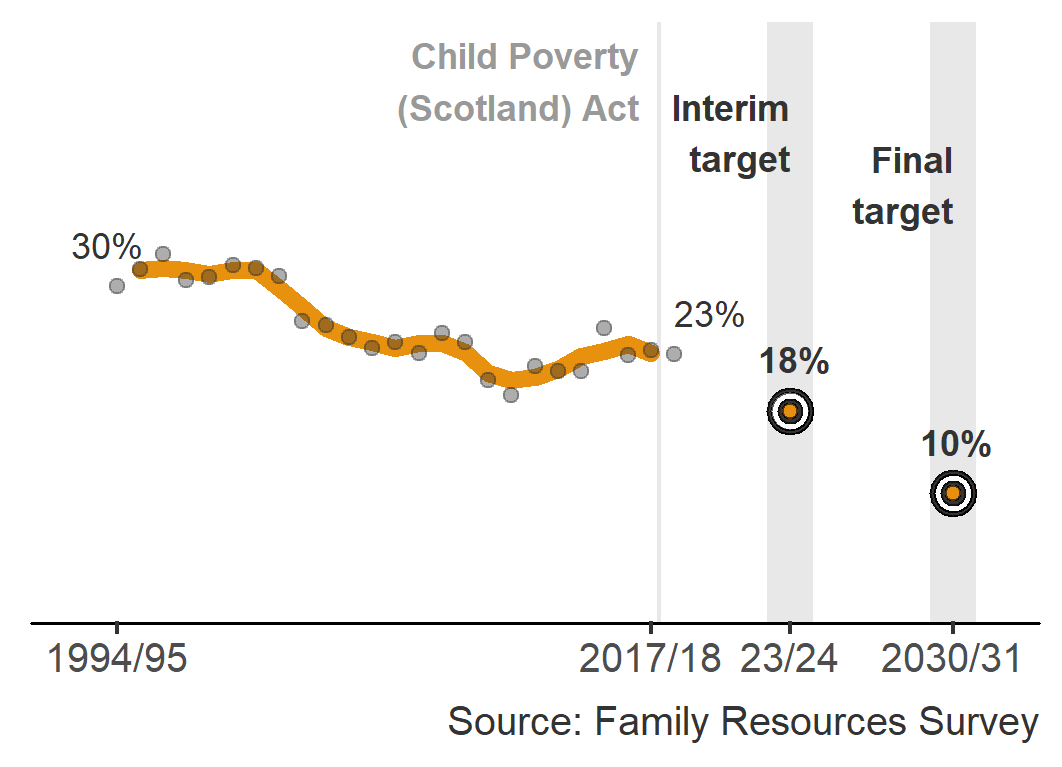 Child Poverty
(Scotland) Act
Interim
target
Final
target
30%
23%
18%
10%
1994/95
2017/18
23/24
2030/31
Source: Family Resources Survey